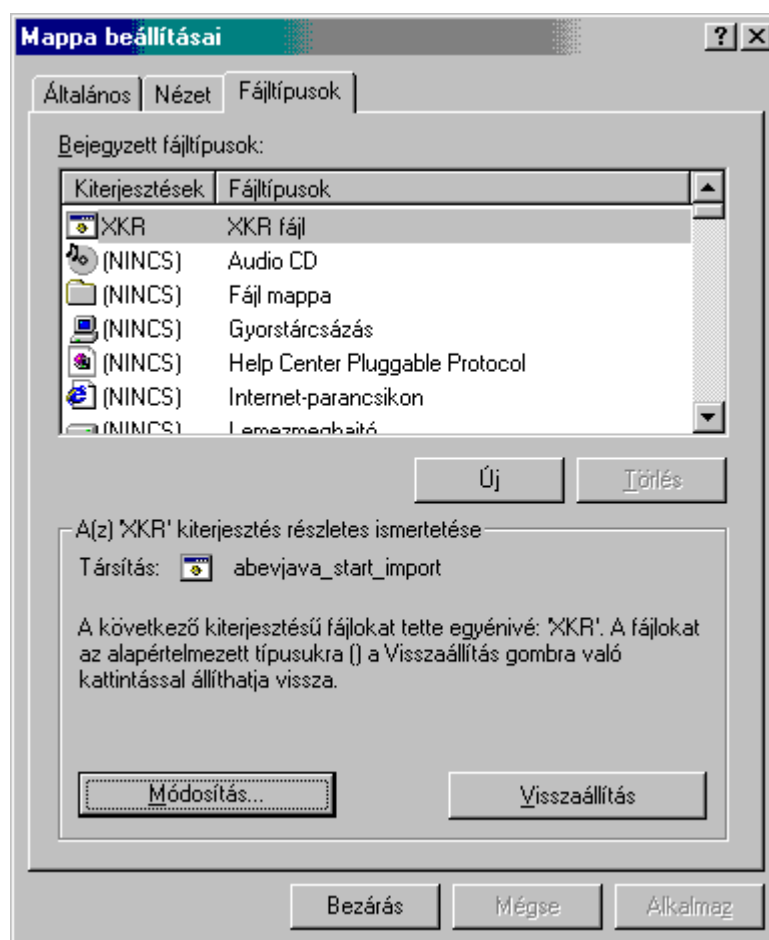 Mappa beállításai
Általános Nézet Fájltípusok
Bejegyzett fájltípusok:
Kiterjesztések Fájltípusok
XKR XKR fájl
(NINCS) Audio CD
(NINCS) Fájl mappa
(NINCS) Gyorstárcsázás
(NINCS) Help Center Pluggable Protocol
(NINCS) Internet-parancsikon
(NINCS) Lemezmeghajtó
Új Törlés
A(z) 'XKR' kiterjesztés részletes ismertetése
Társítás: abevjava_start_import
A következő kiterjesztésű fájlokat tette egyénivé: 'XKR'. A fájlokat
az alapértelmezett típusukra () a Visszaállítás gombra való
kattintással állíthatja vissza.
Módosítás... Visszaállítás
Bezárás Mégse Alkalmaz